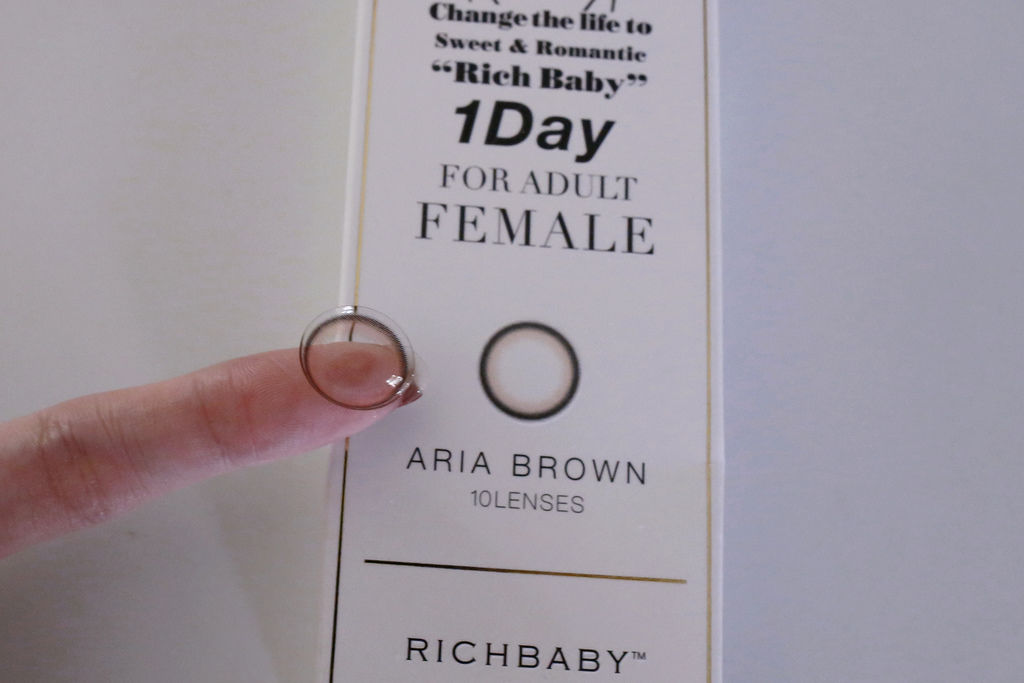 Change the life to
Sweet & Romantic
“Rich Baby”
1Day
FOR ADULT
FEMALE
ARIA BROWN
10LENSES
RICHBABY™